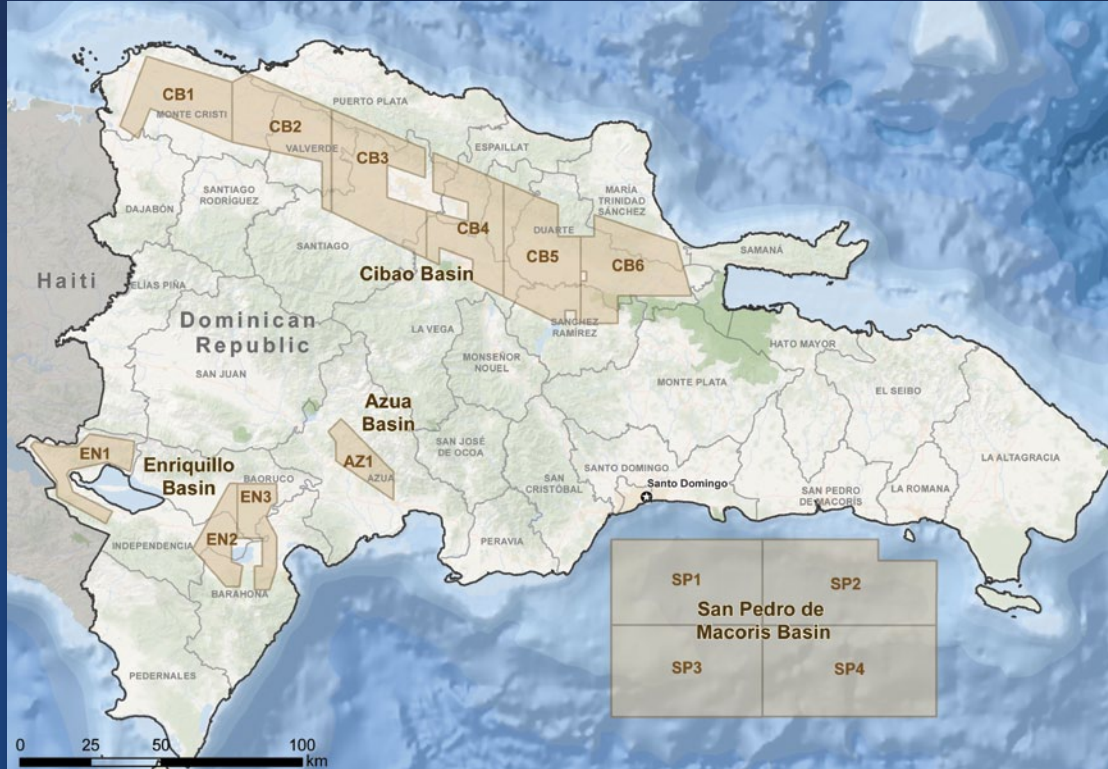 CB1
MONTE CRISTI
PUERTO PLATA
CB2
VALVERDE
CB3
ESPAILLAT
SANTIAGO
RODRÍGUEZ
MARÍA
TRINIDAD
SÁNCHEZ
DAJABÓN
CB4
DUARTE
SANTIAGO
CB5
CB6
SAMANÁ
Cibao Basin
Haiti
ELÍAS PIÑA
Dominican
Republic
LA VEGA
SÁNCHEZ
RAMÍREZ
HATO MAYOR
SAN JUAN
MONSEÑOR
NOUEL
MONTE PLATA
EL SEIBO
Azua
Basin
EN1
SAN JOSÉ
DE OCOA
Enriquillo
Basin
AZ1
AZUA
BAORUCO
SANTO DOMINGO
Santo Domingo
LA ALTAGRACIA
SAN
CRISTÓBAL
SAN PEDRO
DE MACORÍS
LA ROMANA
EN3
EN2
INDEPENDENCIA
PERAVIA
BARAHONA
SP1
SP2
San Pedro de
Macoris Basin
SP3
SP4
PEDERNALES
0 25 50 100
km